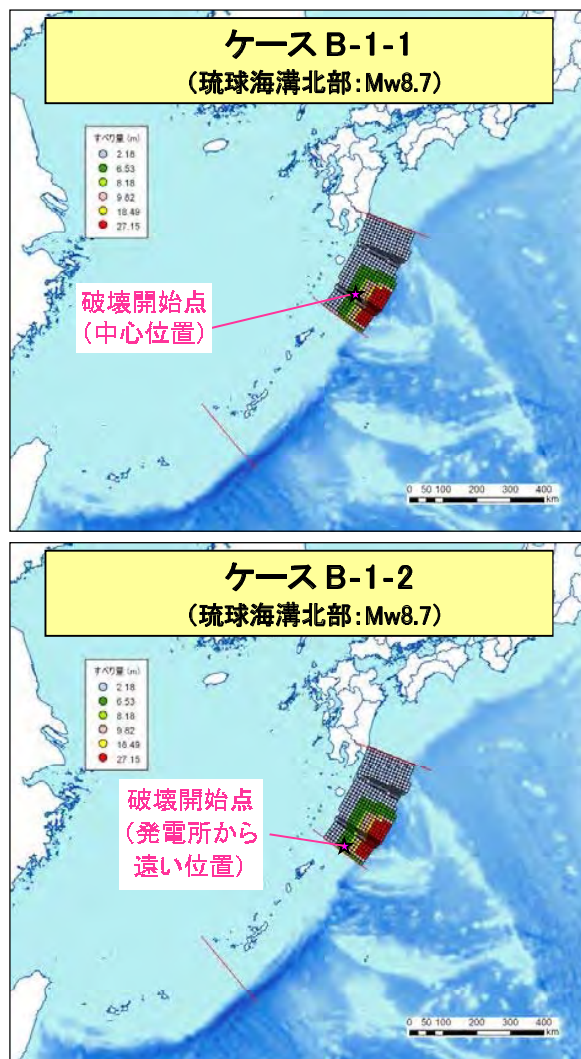 ケース B-1-1
(琉球海溝北部:Mw8.7)
すべり量 (m)
2.18
6.53
8.18
9.82
18.49
27.15
破壊開始点
(中心位置)
0 50 100 200 300 400
km
ケース B-1-2
(琉球海溝北部:Mw8.7)
すべり量 (m)
2.18
6.53
8.18
9.82
18.49
27.15
破壊開始点
(発電所から
遠い位置)
0 50 100 200 300 400
km